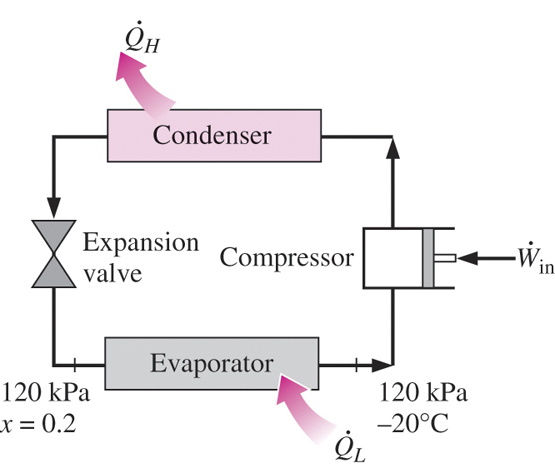 Q̇H
Condenser
Expansion
valve
Compressor
Ẇin
Evaporator
120 kPa
x = 0.2
120 kPa
–20°C
Q̇L